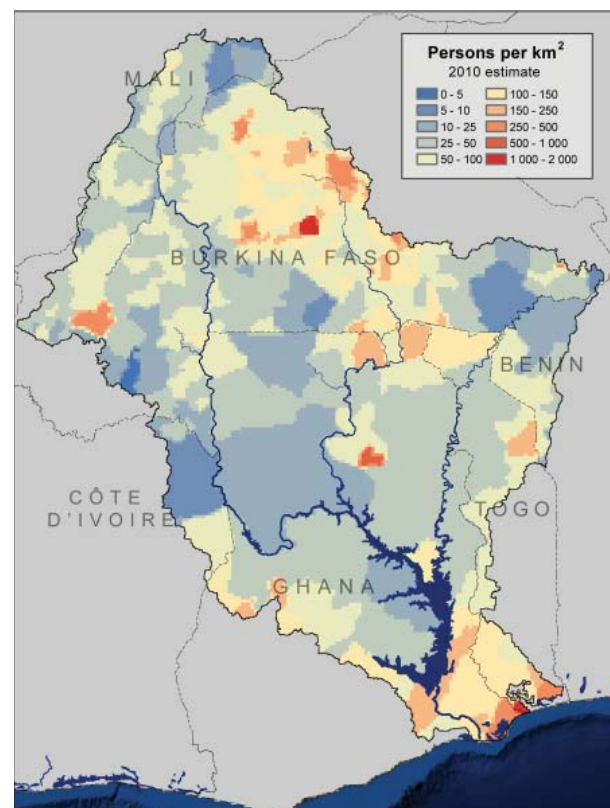 Persons per km²
2010 estimate
0 - 5
5 - 10
10 - 25
25 - 50
50 - 100
100 - 150
150 - 250
250 - 500
500 - 1 000
1 000 - 2 000
MALI
BURKINA FASO
BENIN
CÔTE
D'IVOIRE
TOGO
GHANA